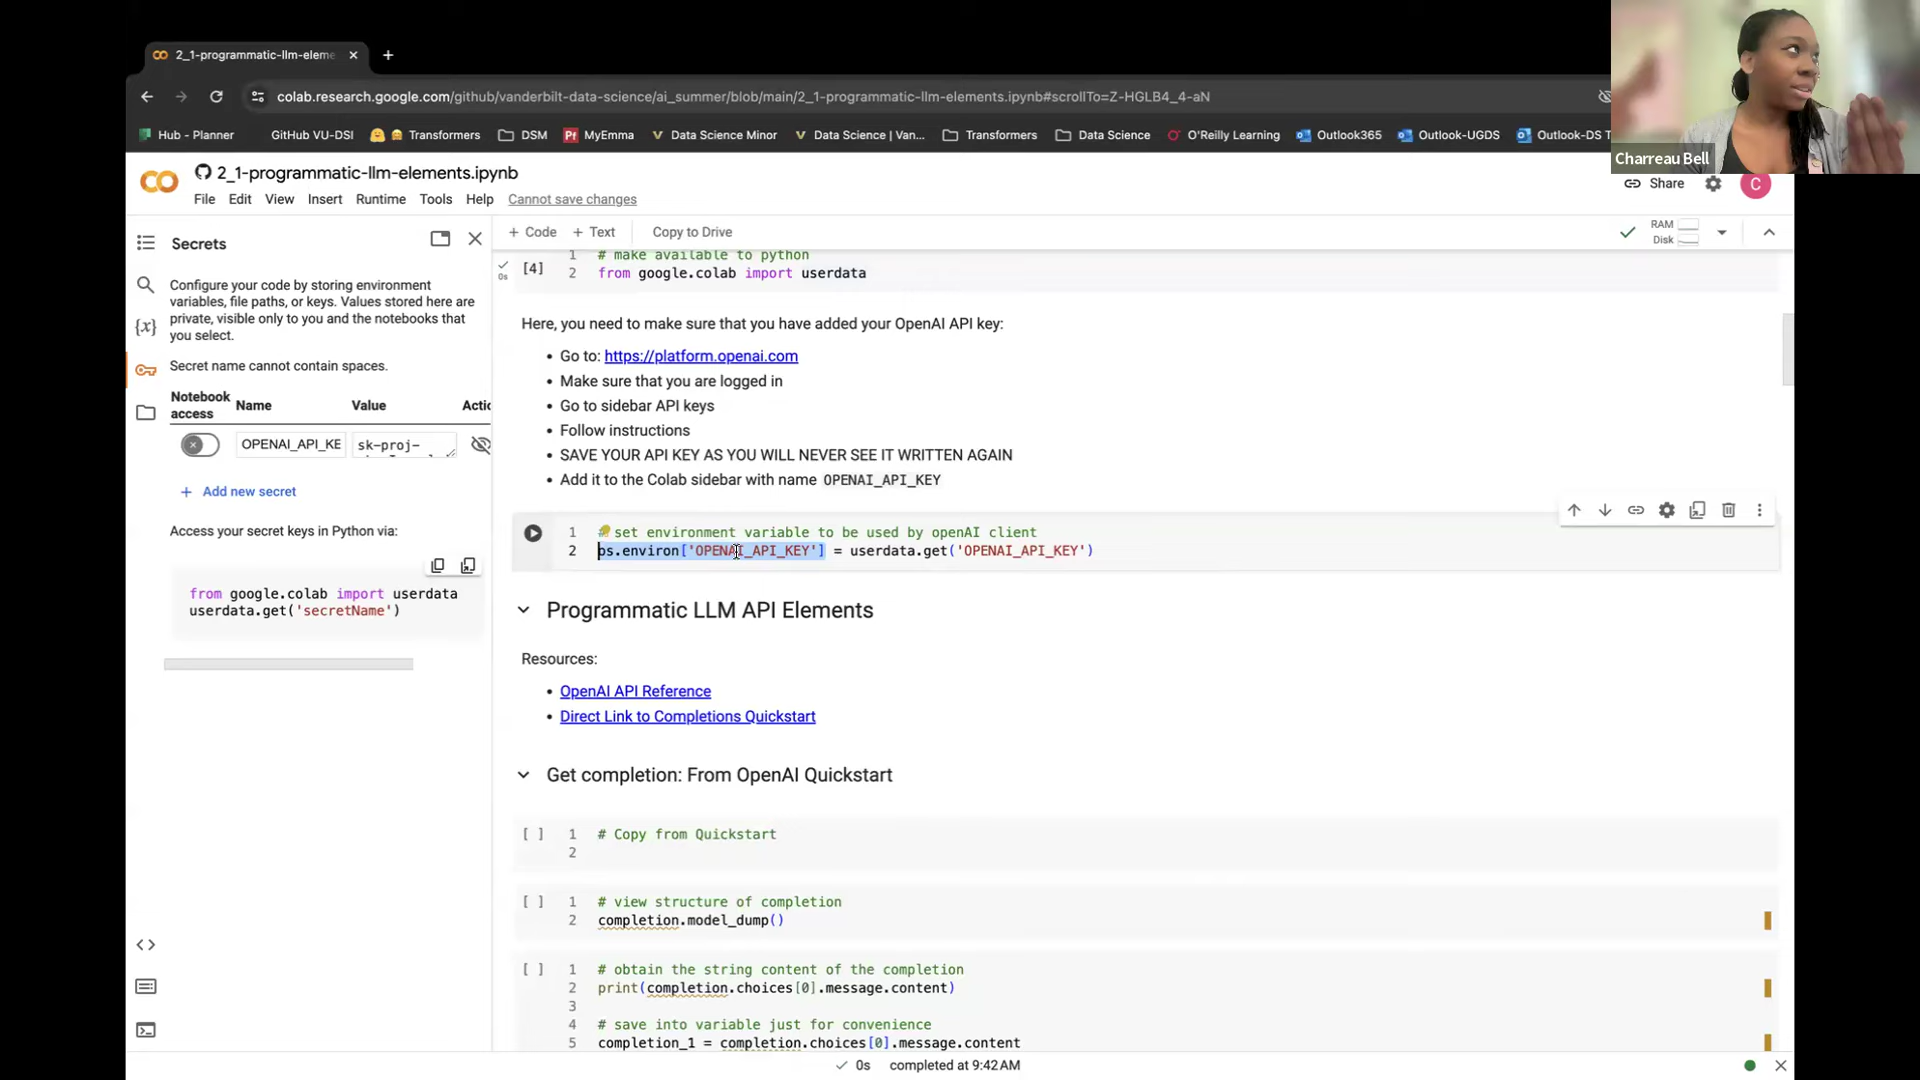 2_1-programmatic-llm-eleme
colab.research.google.com/github/vanderbilt-data-science/ai_summer/blob/main/2_1-programmatic-llm-elements.ipynb#scrollTo=Z-HGLB4_4-aN
Hub - Planner
GitHub VU-DSI
Transformers
DSM
MyEmma
Data Science Minor
Data Science | Van...
Transformers
Data Science
O'Reilly Learning
Outlook365
Outlook-UGDS
Outlook-DS T
Charreau Bell
2_1-programmatic-llm-elements.ipynb
File Edit View Insert Runtime Tools Help Cannot save changes
Share
C
Secrets
Configure your code by storing environment
variables, file paths, or keys. Values stored here are
private, visible only to you and the notebooks that
you select.
Secret name cannot contain spaces.
Notebook
access
Name
Value
Actic
OPENAI_API_KE
sk-proj-
+ Add new secret
Access your secret keys in Python via:
from google.colab import userdata
userdata.get('secretName')
+ Code + Text Copy to Drive
RAM
Disk
[4]
0s
1 # make available to python
2 from google.colab import userdata
Here, you need to make sure that you have added your OpenAI API key:
• Go to: https://platform.openai.com
• Make sure that you are logged in
• Go to sidebar API keys
• Follow instructions
• SAVE YOUR API KEY AS YOU WILL NEVER SEE IT WRITTEN AGAIN
• Add it to the Colab sidebar with name OPENAI_API_KEY
1 # set environment variable to be used by openAI client
2 os.environ['OPENAI_API_KEY'] = userdata.get('OPENAI_API_KEY')
Programmatic LLM API Elements
Resources:
• OpenAI API Reference
• Direct Link to Completions Quickstart
Get completion: From OpenAI Quickstart
[ ] 1 # Copy from Quickstart
2
[ ] 1 # view structure of completion
2 completion.model_dump()
[ ] 1 # obtain the string content of the completion
2 print(completion.choices[0].message.content)
3
4 # save into variable just for convenience
5 completion_1 = completion.choices[0].message.content
0s completed at 9:42 AM